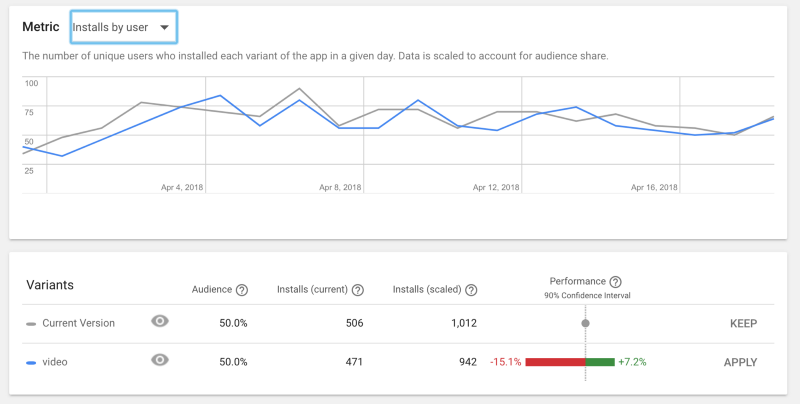 Metric Installs by user
The number of unique users who installed each variant of the app in a given day. Data is scaled to account for audience share.
100
75
50
25
Apr 4, 2018 Apr 8, 2018 Apr 12, 2018 Apr 16, 2018
Variants Audience ? Installs (current) ? Installs (scaled) ? Performance ?
90% Confidence Interval
Current Version 50.0% 506 1,012 KEEP
video 50.0% 471 942 -15.1% +7.2% APPLY